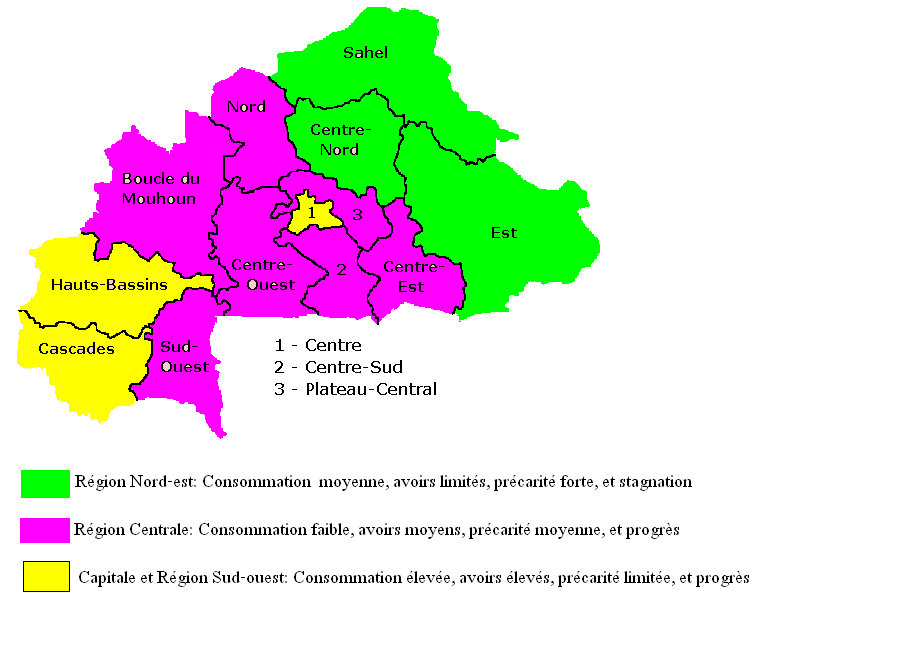 Sahel
Nord
Centre-
Nord
Boucle du
Mouhoun
1
3
Est
Centre-
Ouest
2
Centre-
Est
Hauts-Bassins
Cascades
Sud-
Ouest
1 - Centre
2 - Centre-Sud
3 - Plateau-Central
Région Nord-est: Consommation moyenne, avoirs limités, précarité forte, et stagnation
Région Centrale: Consommation faible, avoirs moyens, précarité moyenne, et progrès
Capitale et Région Sud-ouest: Consommation élevée, avoirs élevés, précarité limitée, et progrès